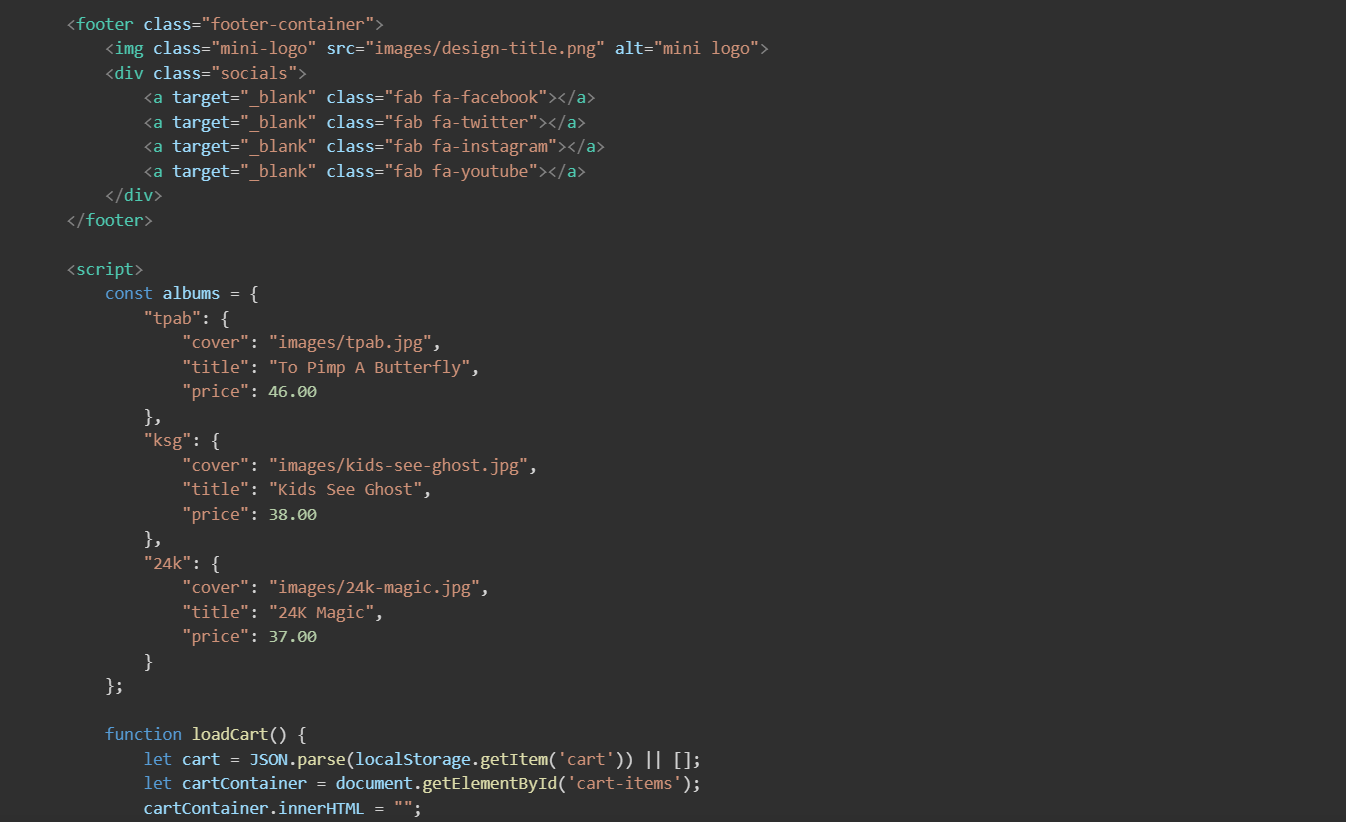 <footer class="footer-container">
    <img class="mini-logo" src="images/design-title.png" alt="mini logo">
    <div class="socials">
        <a target="_blank" class="fab fa-facebook"></a>
        <a target="_blank" class="fab fa-twitter"></a>
        <a target="_blank" class="fab fa-instagram"></a>
        <a target="_blank" class="fab fa-youtube"></a>
    </div>
</footer>

<script>
    const albums = {
        "tpab": {
            "cover": "images/tpab.jpg",
            "title": "To Pimp A Butterfly",
            "price": 46.00
        },
        "ksg": {
            "cover": "images/kids-see-ghost.jpg",
            "title": "Kids See Ghost",
            "price": 38.00
        },
        "24k": {
            "cover": "images/24k-magic.jpg",
            "title": "24K Magic",
            "price": 37.00
        }
    };

    function loadCart() {
        let cart = JSON.parse(localStorage.getItem('cart')) || [];
        let cartContainer = document.getElementById('cart-items');
        cartContainer.innerHTML = "";